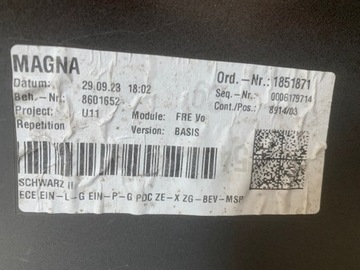 MAGNA
Ord.-Nr.: 1851871
Datum: 29.09.23 18:02
Seq.-Nr.: 0006179714
Beh.-Nr.: 8601652
Cont./Pos.: 8914/03
Project: U11
Module: FRE Vo
Repetition
Version: BASIS
SCHWARZ II
ECE EIN-L-G EIN-P-G PDC ZE-X ZG-BEV-MSP